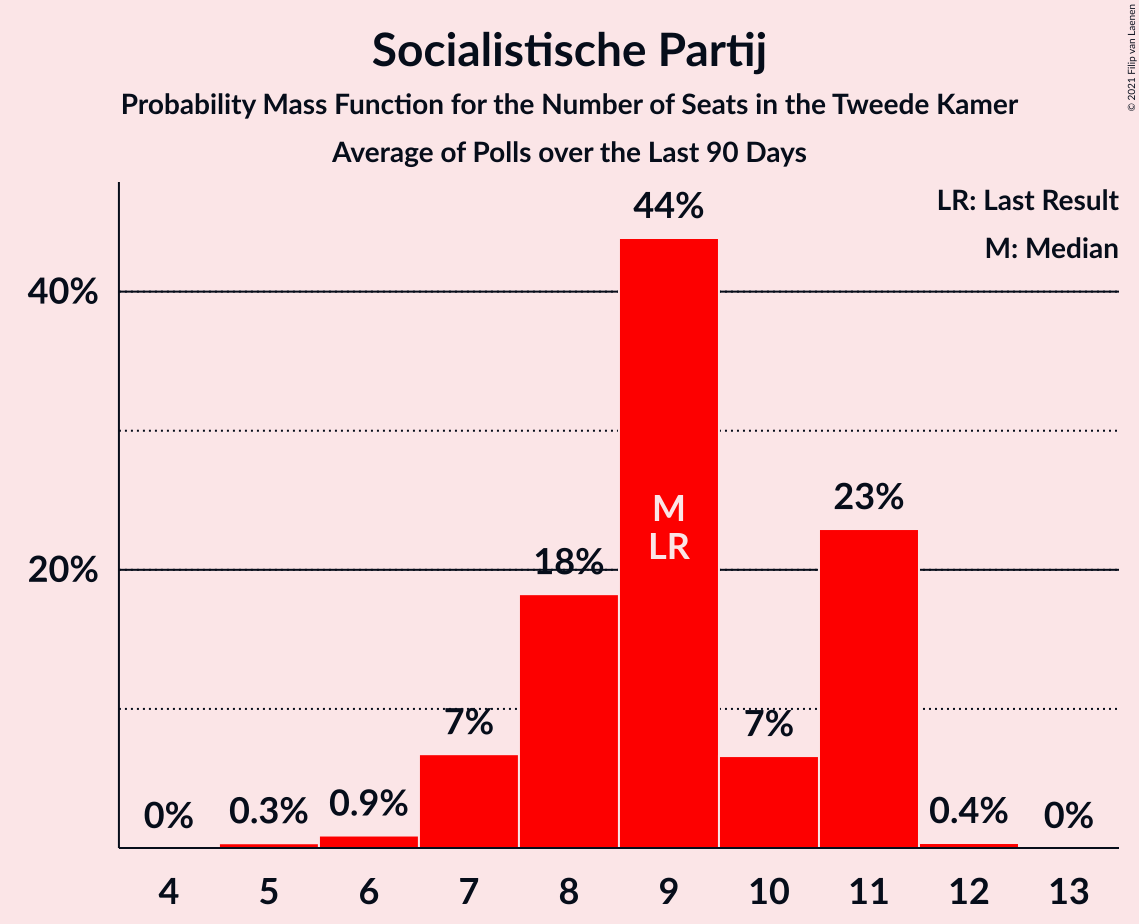 Socialistische Partij
Probability Mass Function for the Number of Seats in the Tweede Kamer
Average of Polls over the Last 90 Days
© 2021 Filip van Laenen
LR: Last Result
M: Median
40%
20%
0%
0.3%
0.9%
7%
18%
44%
7%
23%
0.4%
0%
M
LR
4 5 6 7 8 9 10 11 12 13